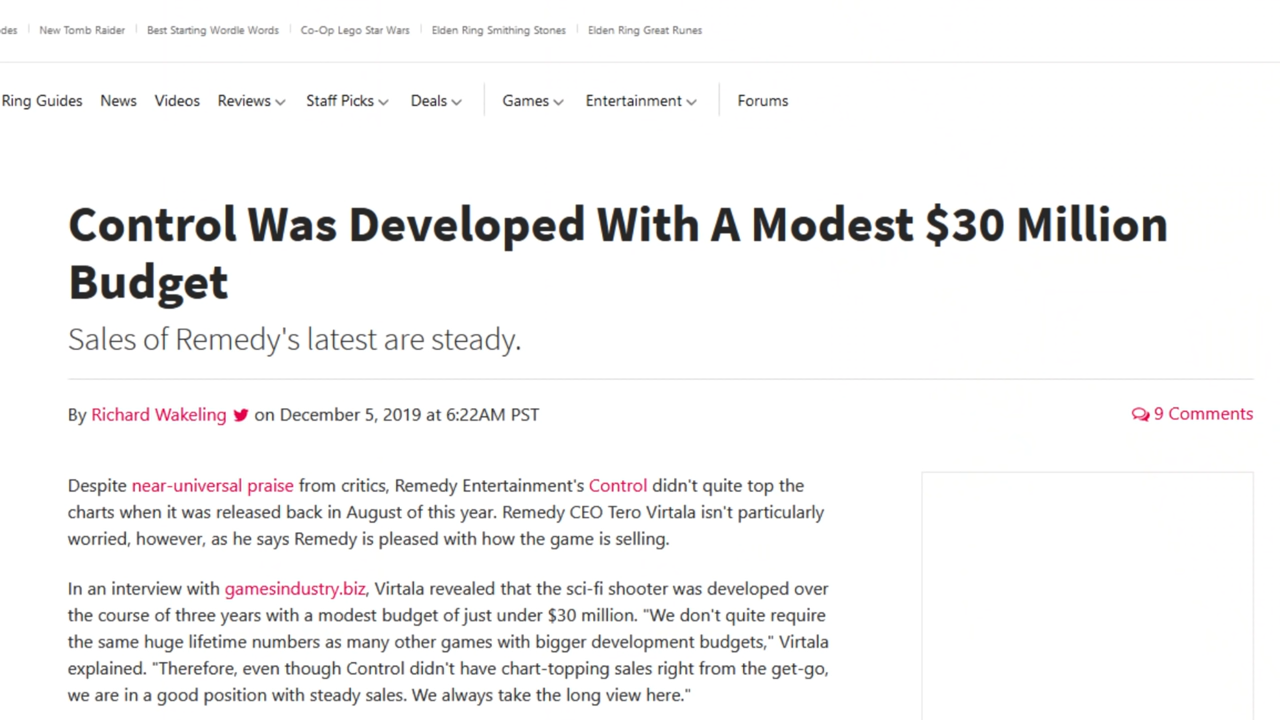 des New Tomb Raider Best Starting Wordle Words Co-Op Lego Star Wars Elden Ring Smithing Stones Elden Ring Great Runes
Ring Guides News Videos Reviews Staff Picks Deals Games Entertainment Forums
Control Was Developed With A Modest $30 Million
Budget
Sales of Remedy's latest are steady.
By Richard Wakeling on December 5, 2019 at 6:22AM PST 9 Comments
Despite near-universal praise from critics, Remedy Entertainment's Control didn't quite top the
charts when it was released back in August of this year. Remedy CEO Tero Virtala isn't particularly
worried, however, as he says Remedy is pleased with how the game is selling.
In an interview with gamesindustry.biz, Virtala revealed that the sci-fi shooter was developed over
the course of three years with a modest budget of just under $30 million. "We don't quite require
the same huge lifetime numbers as many other games with bigger development budgets," Virtala
explained. "Therefore, even though Control didn't have chart-topping sales right from the get-go,
we are in a good position with steady sales. We always take the long view here."